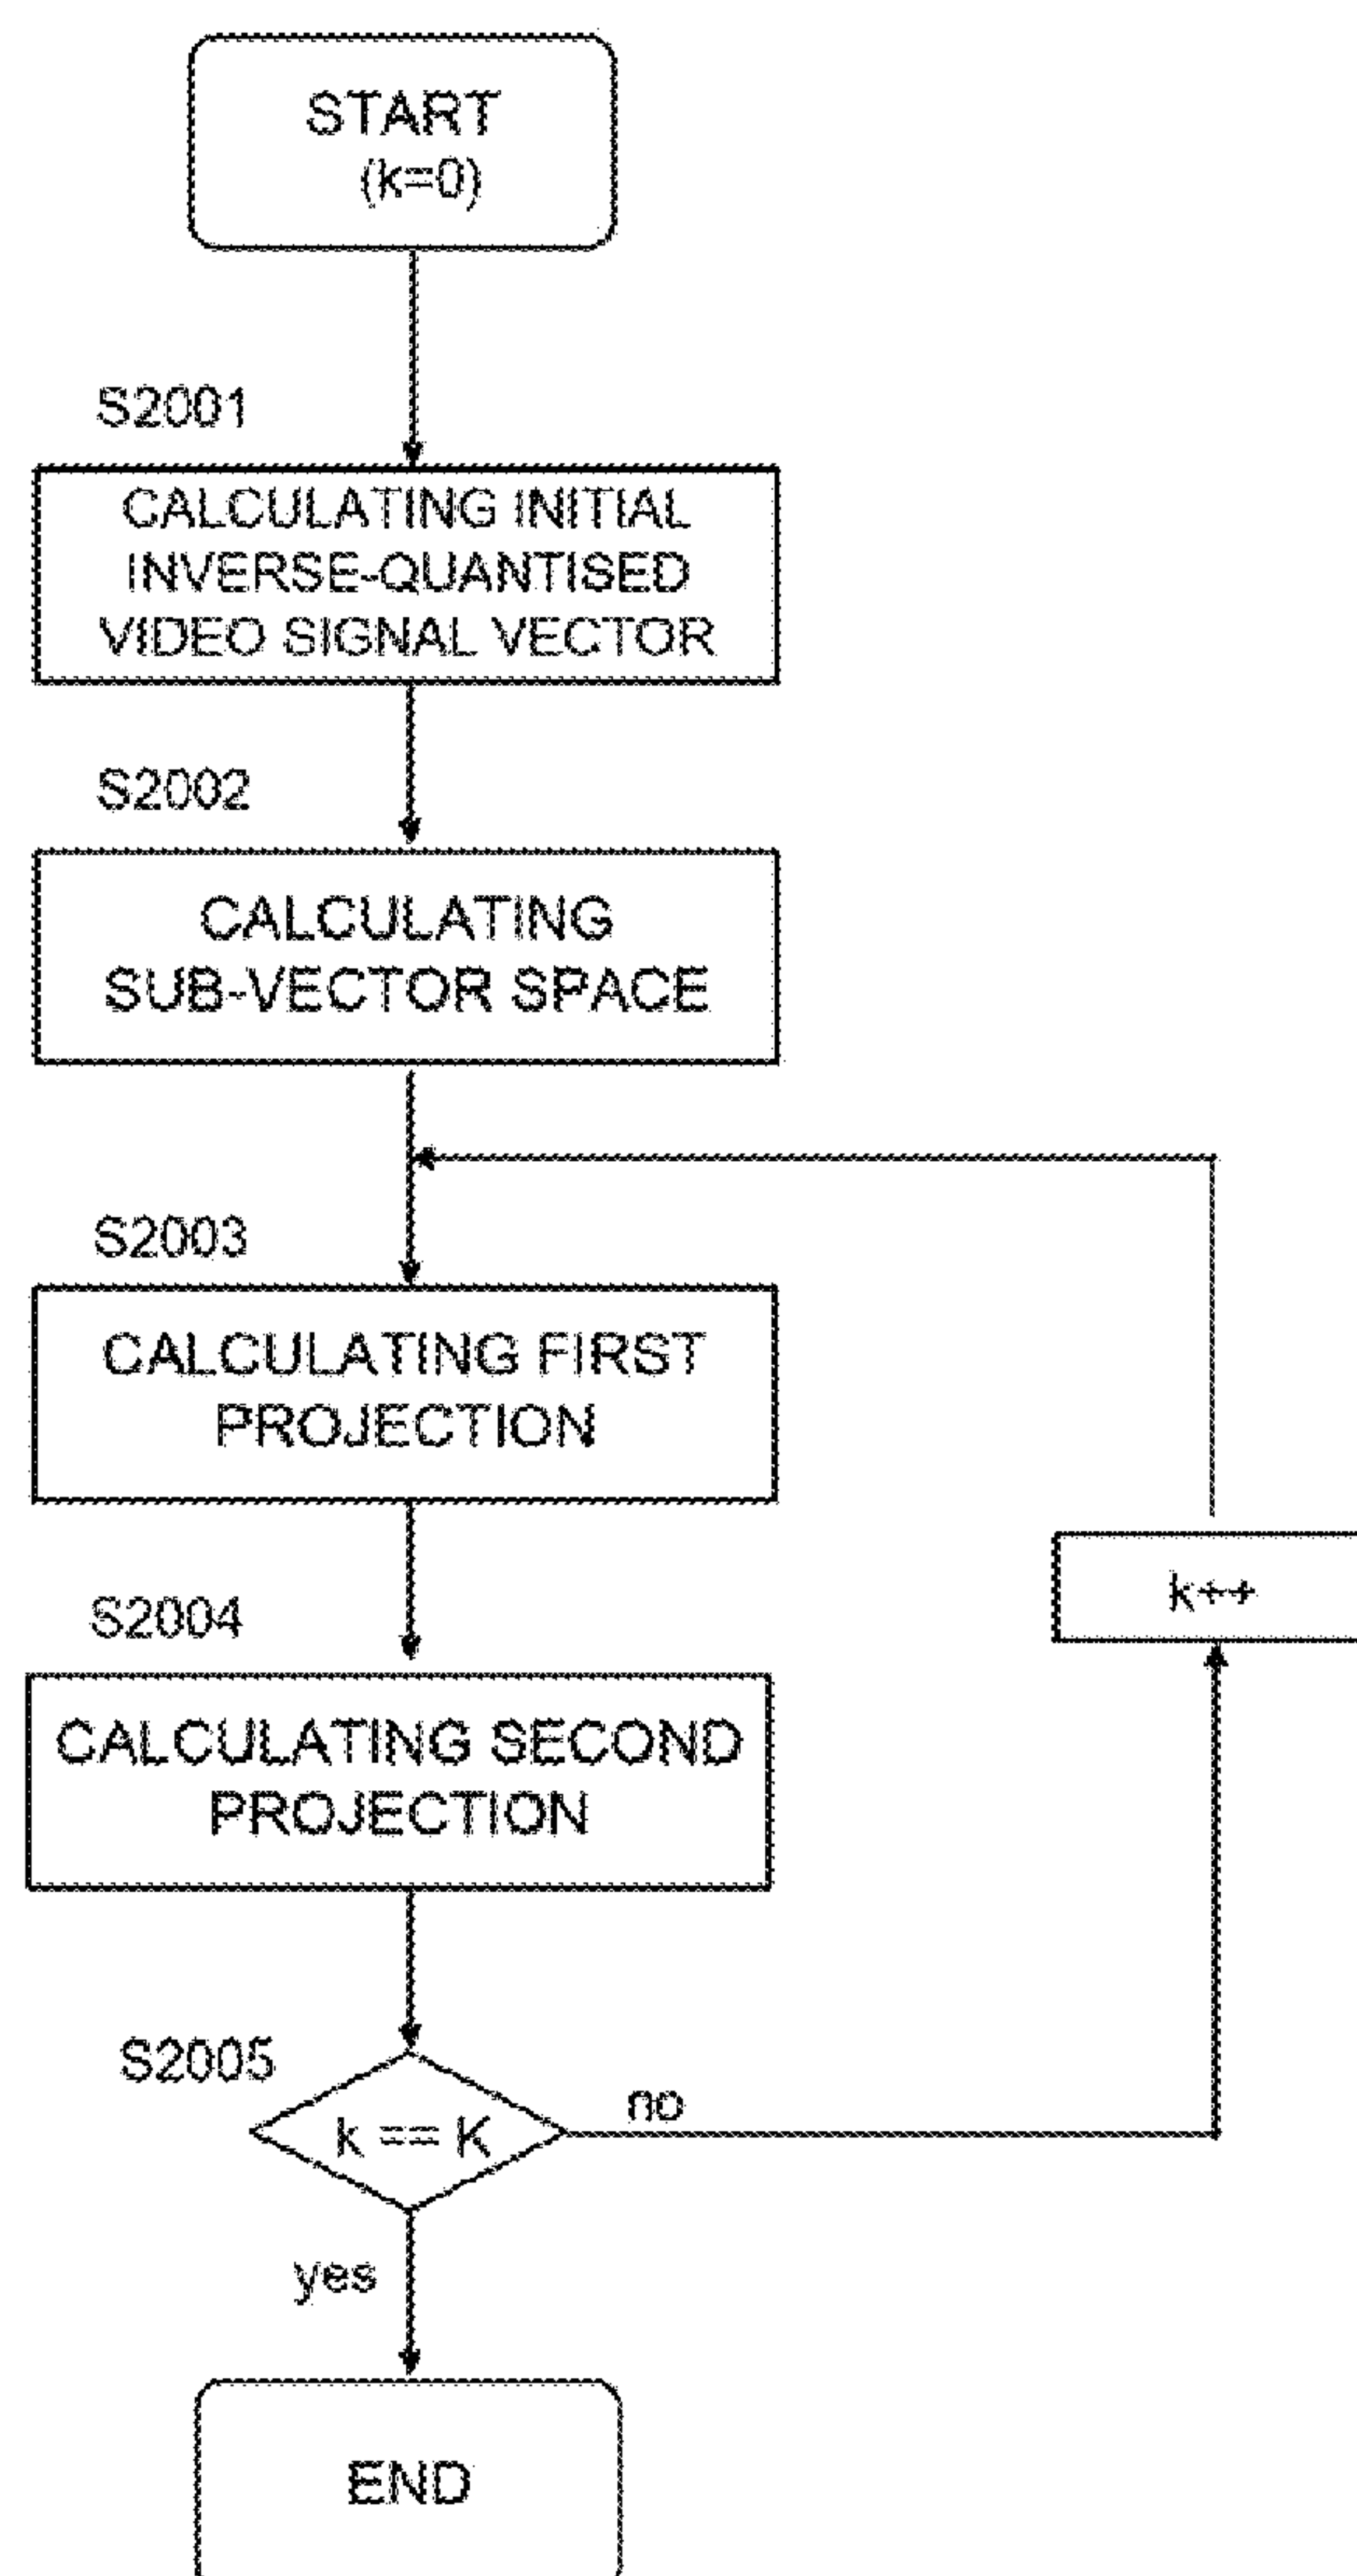 START
(k=0)
S2001
CALCULATING INITIAL
INVERSE-QUANTISED
VIDEO SIGNAL VECTOR
S2002
CALCULATING
SUB-VECTOR SPACE
S2003
CALCULATING FIRST
PROJECTION
k++
S2004
CALCULATING SECOND
PROJECTION
S2005
k == K
no
yes
END